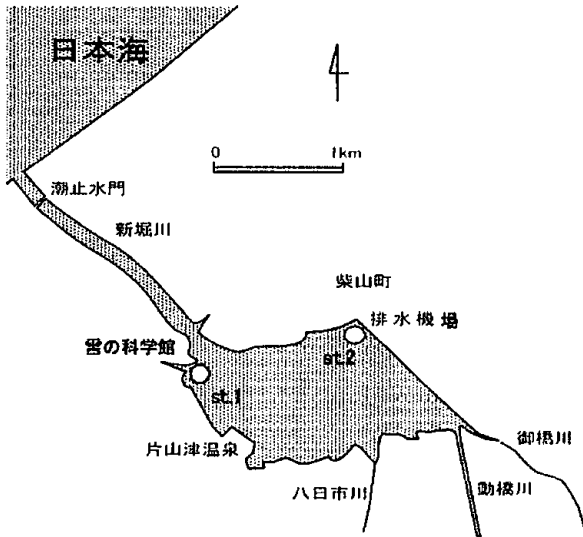 日本海
0 1km
潮止水門
新堀川
柴山町
排水機場
雪の科学館
st.2
st.1
片山津温泉
御橋川
八日市川
動橋川